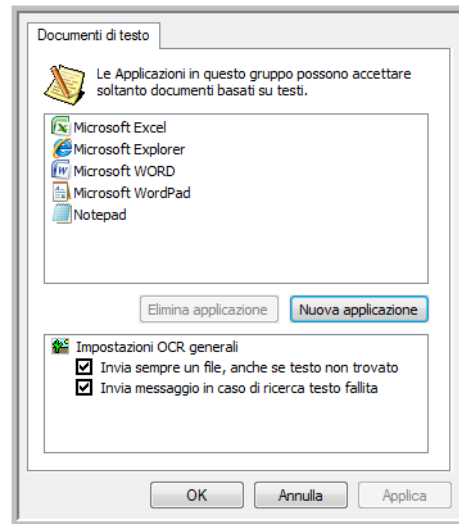 Documenti di testo
Le Applicazioni in questo gruppo possono accettare
soltanto documenti basati su testi.
Microsoft Excel
Microsoft Explorer
Microsoft WORD
Microsoft WordPad
Notepad
Elimina applicazione Nuova applicazione
Impostazioni OCR generali
Invia sempre un file, anche se testo non trovato
Invia messaggio in caso di ricerca testo fallita
OK Annulla Applica